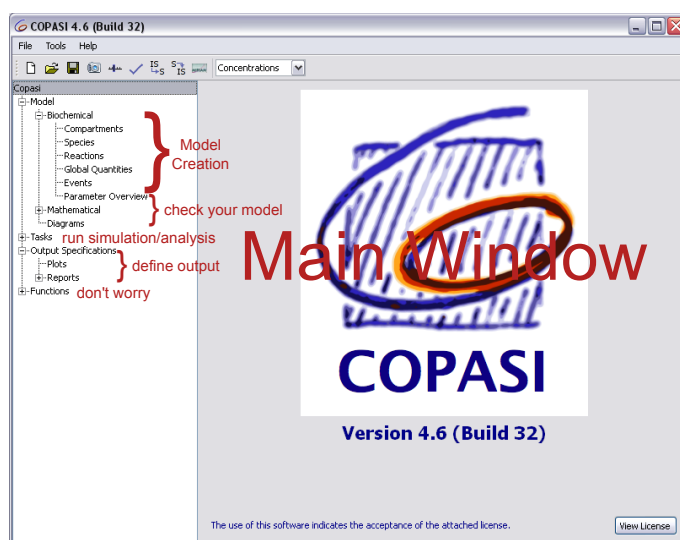 COPASI 4.6 (Build 32)
File Tools Help
IS S S IS Concentrations
Copasi
Model
Biochemical
Compartments
Species
Reactions
Global Quantities
Events
Parameter Overview
Model
Creation
Mathematical
Diagrams
check your model
Tasks run simulation/analysis
Output Specifications
Plots
Reports
define output
Functions don't worry
Main Window
COPASI
Version 4.6 (Build 32)
The use of this software indicates the acceptance of the attached license.
View License